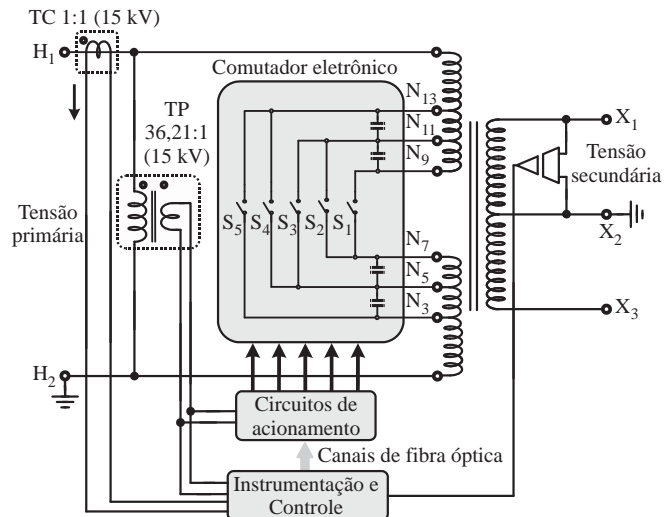 TC 1:1 (15 kV)
H1
Comutador eletrônico
TP
36,21:1
(15 kV)
N13
N11
N9
X1
Tensão
secundária
X2
Tensão
primária
S5 S4 S3 S2 S1
N7
N5
N3
X3
H2
Circuitos de
acionamento
Canais de fibra óptica
Instrumentação e
Controle